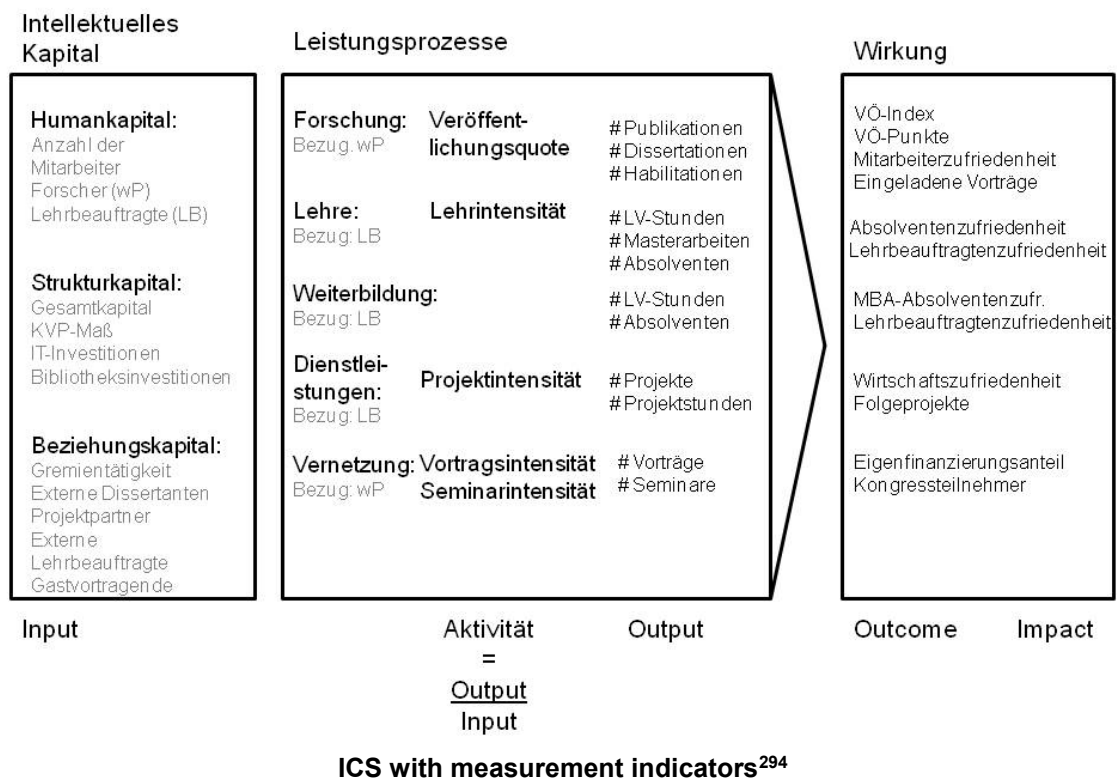 Intellektuelles
Kapital
Leistungsprozesse
Wirkung
Humankapital:
Anzahl der
Mitarbeiter
Forscher (wP)
Lehrbeauftragte (LB)
Strukturkapital:
Gesamtkapital
KVP-Maß
IT-Investitionen
Bibliotheksinvestitionen
Beziehungskapital:
Gremientätigkeit
Externe Dissertanten
Projektpartner
Externe
Lehrbeauftragte
Gastvortragende
Forschung:
Bezug. wP
Veröffent-
lichungsquote
# Publikationen
# Dissertationen
# Habilitationen
Lehre:
Bezug: LB
Lehrintensität
# LV-Stunden
# Masterarbeiten
# Absolventen
Weiterbildung:
Bezug: LB
# LV-Stunden
# Absolventen
Dienstlei-
stungen:
Bezug: LB
Projektintensität
# Projekte
# Projektstunden
Vernetzung:
Bezug: wP
Vortragsintensität
Seminarintensität
# Vorträge
# Seminare
VÖ-Index
VÖ-Punkte
Mitarbeiterzufriedenheit
Eingeladene Vorträge
Absolventenzufriedenheit
Lehrbeauftragtenzufriedenheit
MBA-Absolventenzufr.
Lehrbeauftragtenzufriedenheit
Wirtschaftszufriedenheit
Folgeprojekte
Eigenfinanzierungsanteil
Kongressteilnehmer
Input
Aktivität
=
Output
Input
Output
Outcome
Impact
ICS with measurement indicators294